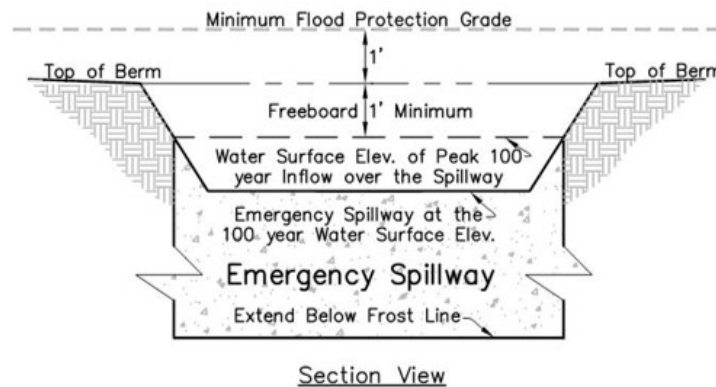 Minimum Flood Protection Grade
1'
Top of Berm
Top of Berm
Freeboard 1' Minimum
Water Surface Elev. of Peak 100-
year Inflow over the Spillway
Emergency Spillway at the
100 year Water Surface Elev.
Emergency Spillway
Extend Below Frost Line
Section View